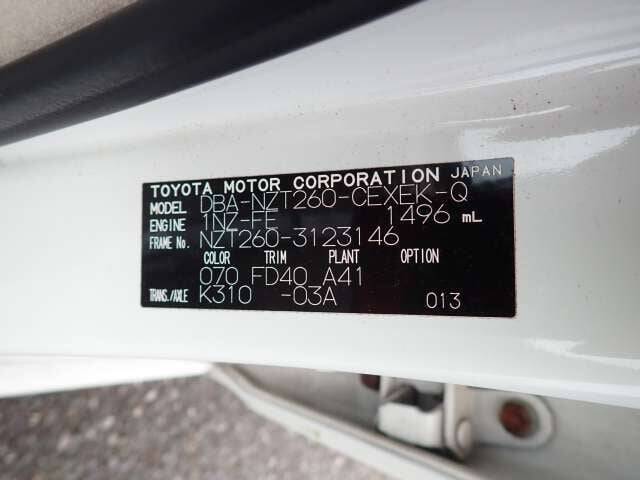 TOYOTA MOTOR CORPORATION JAPAN
MODEL DBA-NZT260-CEXEK-Q
ENGINE 1NZ-FE 1496 mL
FRAME No. NZT260-3123146
COLOR TRIM PLANT OPTION
070 FD40 A41
TRANS./AXLE K310 -03A 013